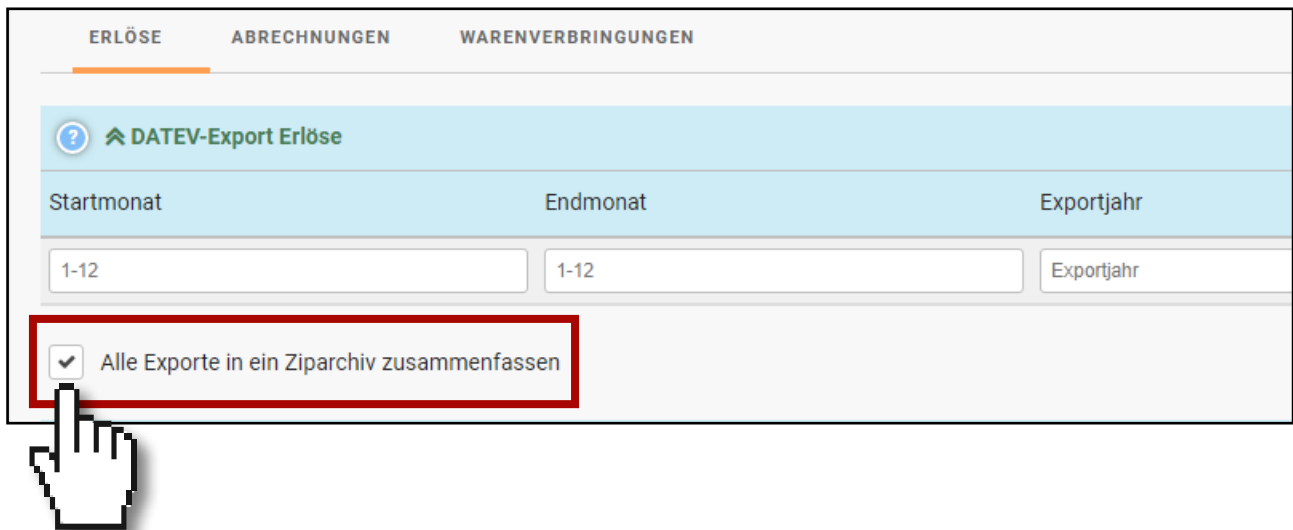 ERLÖSE ABRECHNUNGEN WARENVERBRINGUNGEN
? DATEV-Export Erlöse
Startmonat Endmonat Exportjahr
1-12 1-12 Exportjahr
Alle Exporte in ein Ziparchiv zusammenfassen